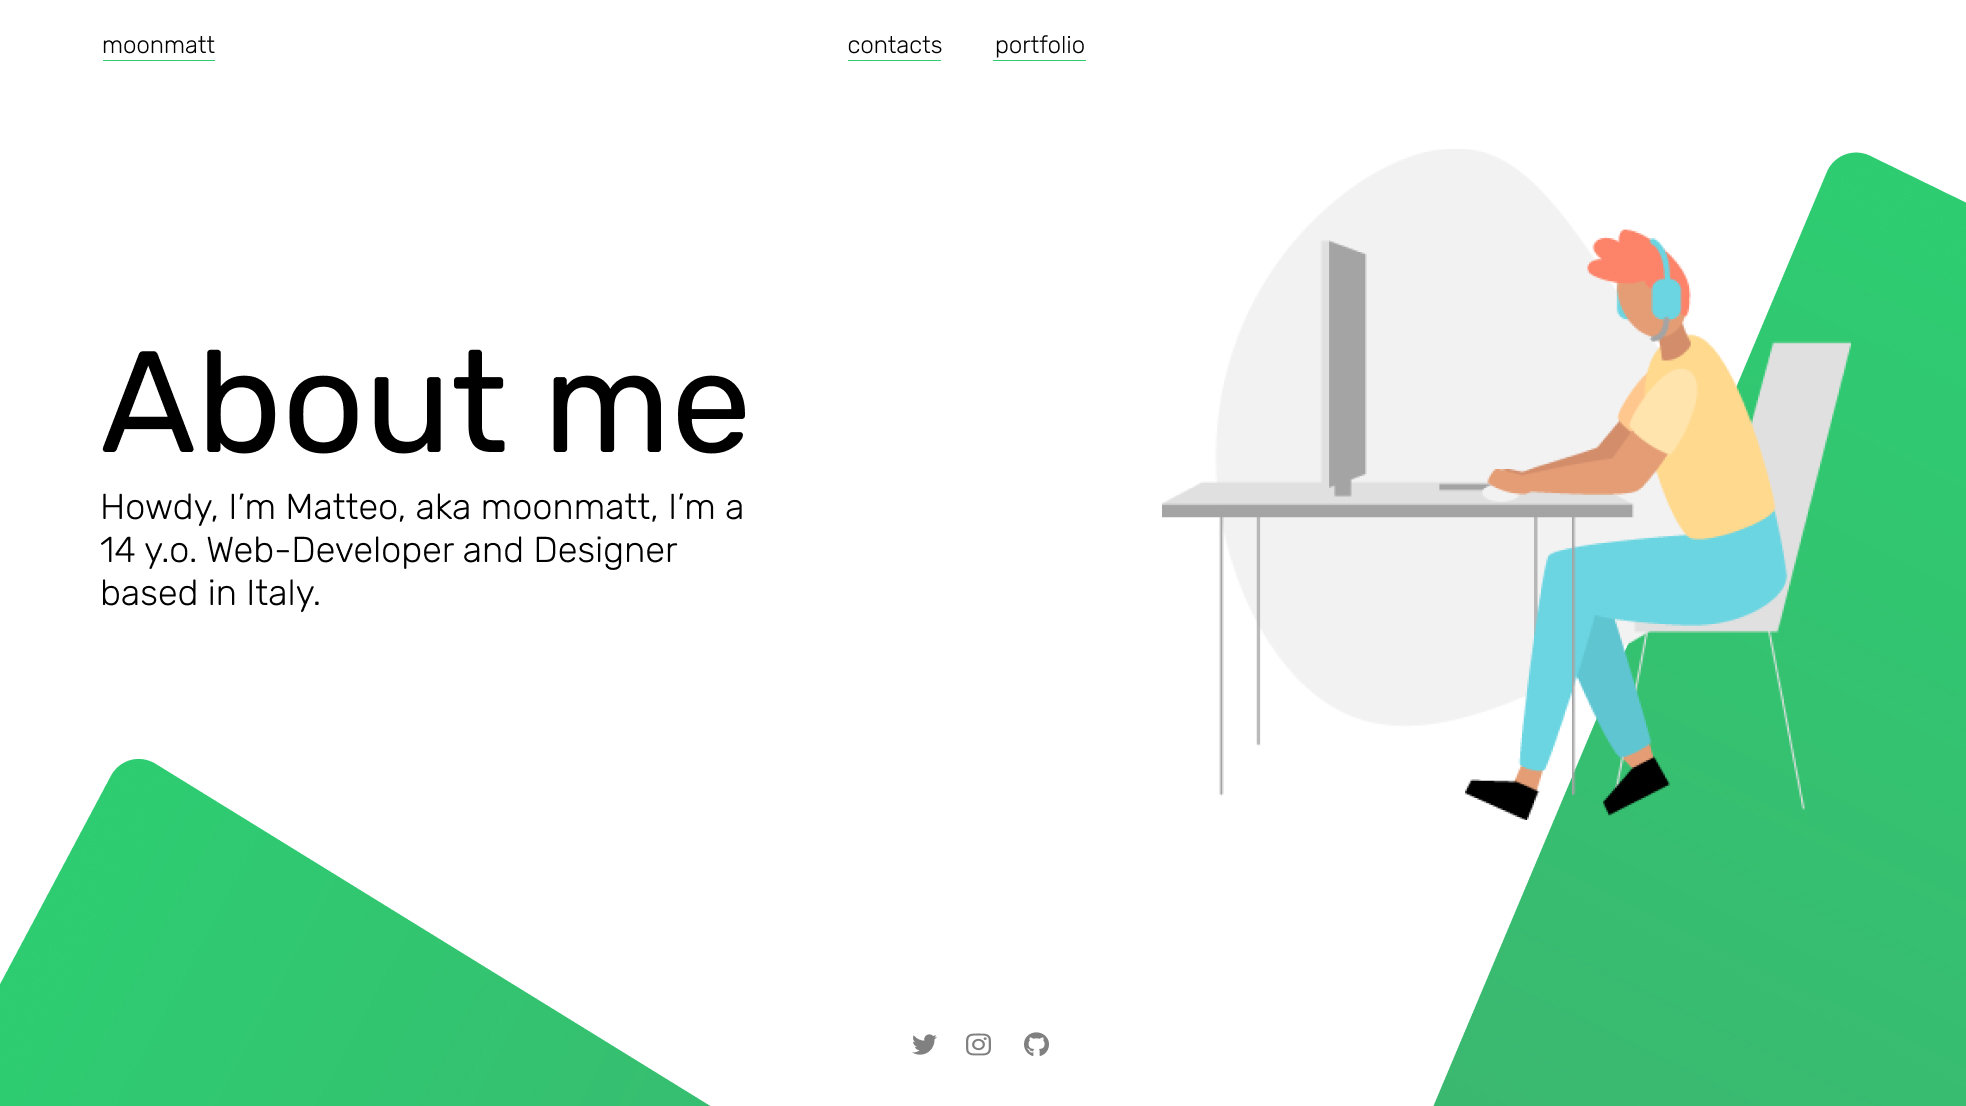 moonmatt
contacts
portfolio
About me
Howdy, I’m Matteo, aka moonmatt, I’m a
14 y.o. Web-Developer and Designer
based in Italy.